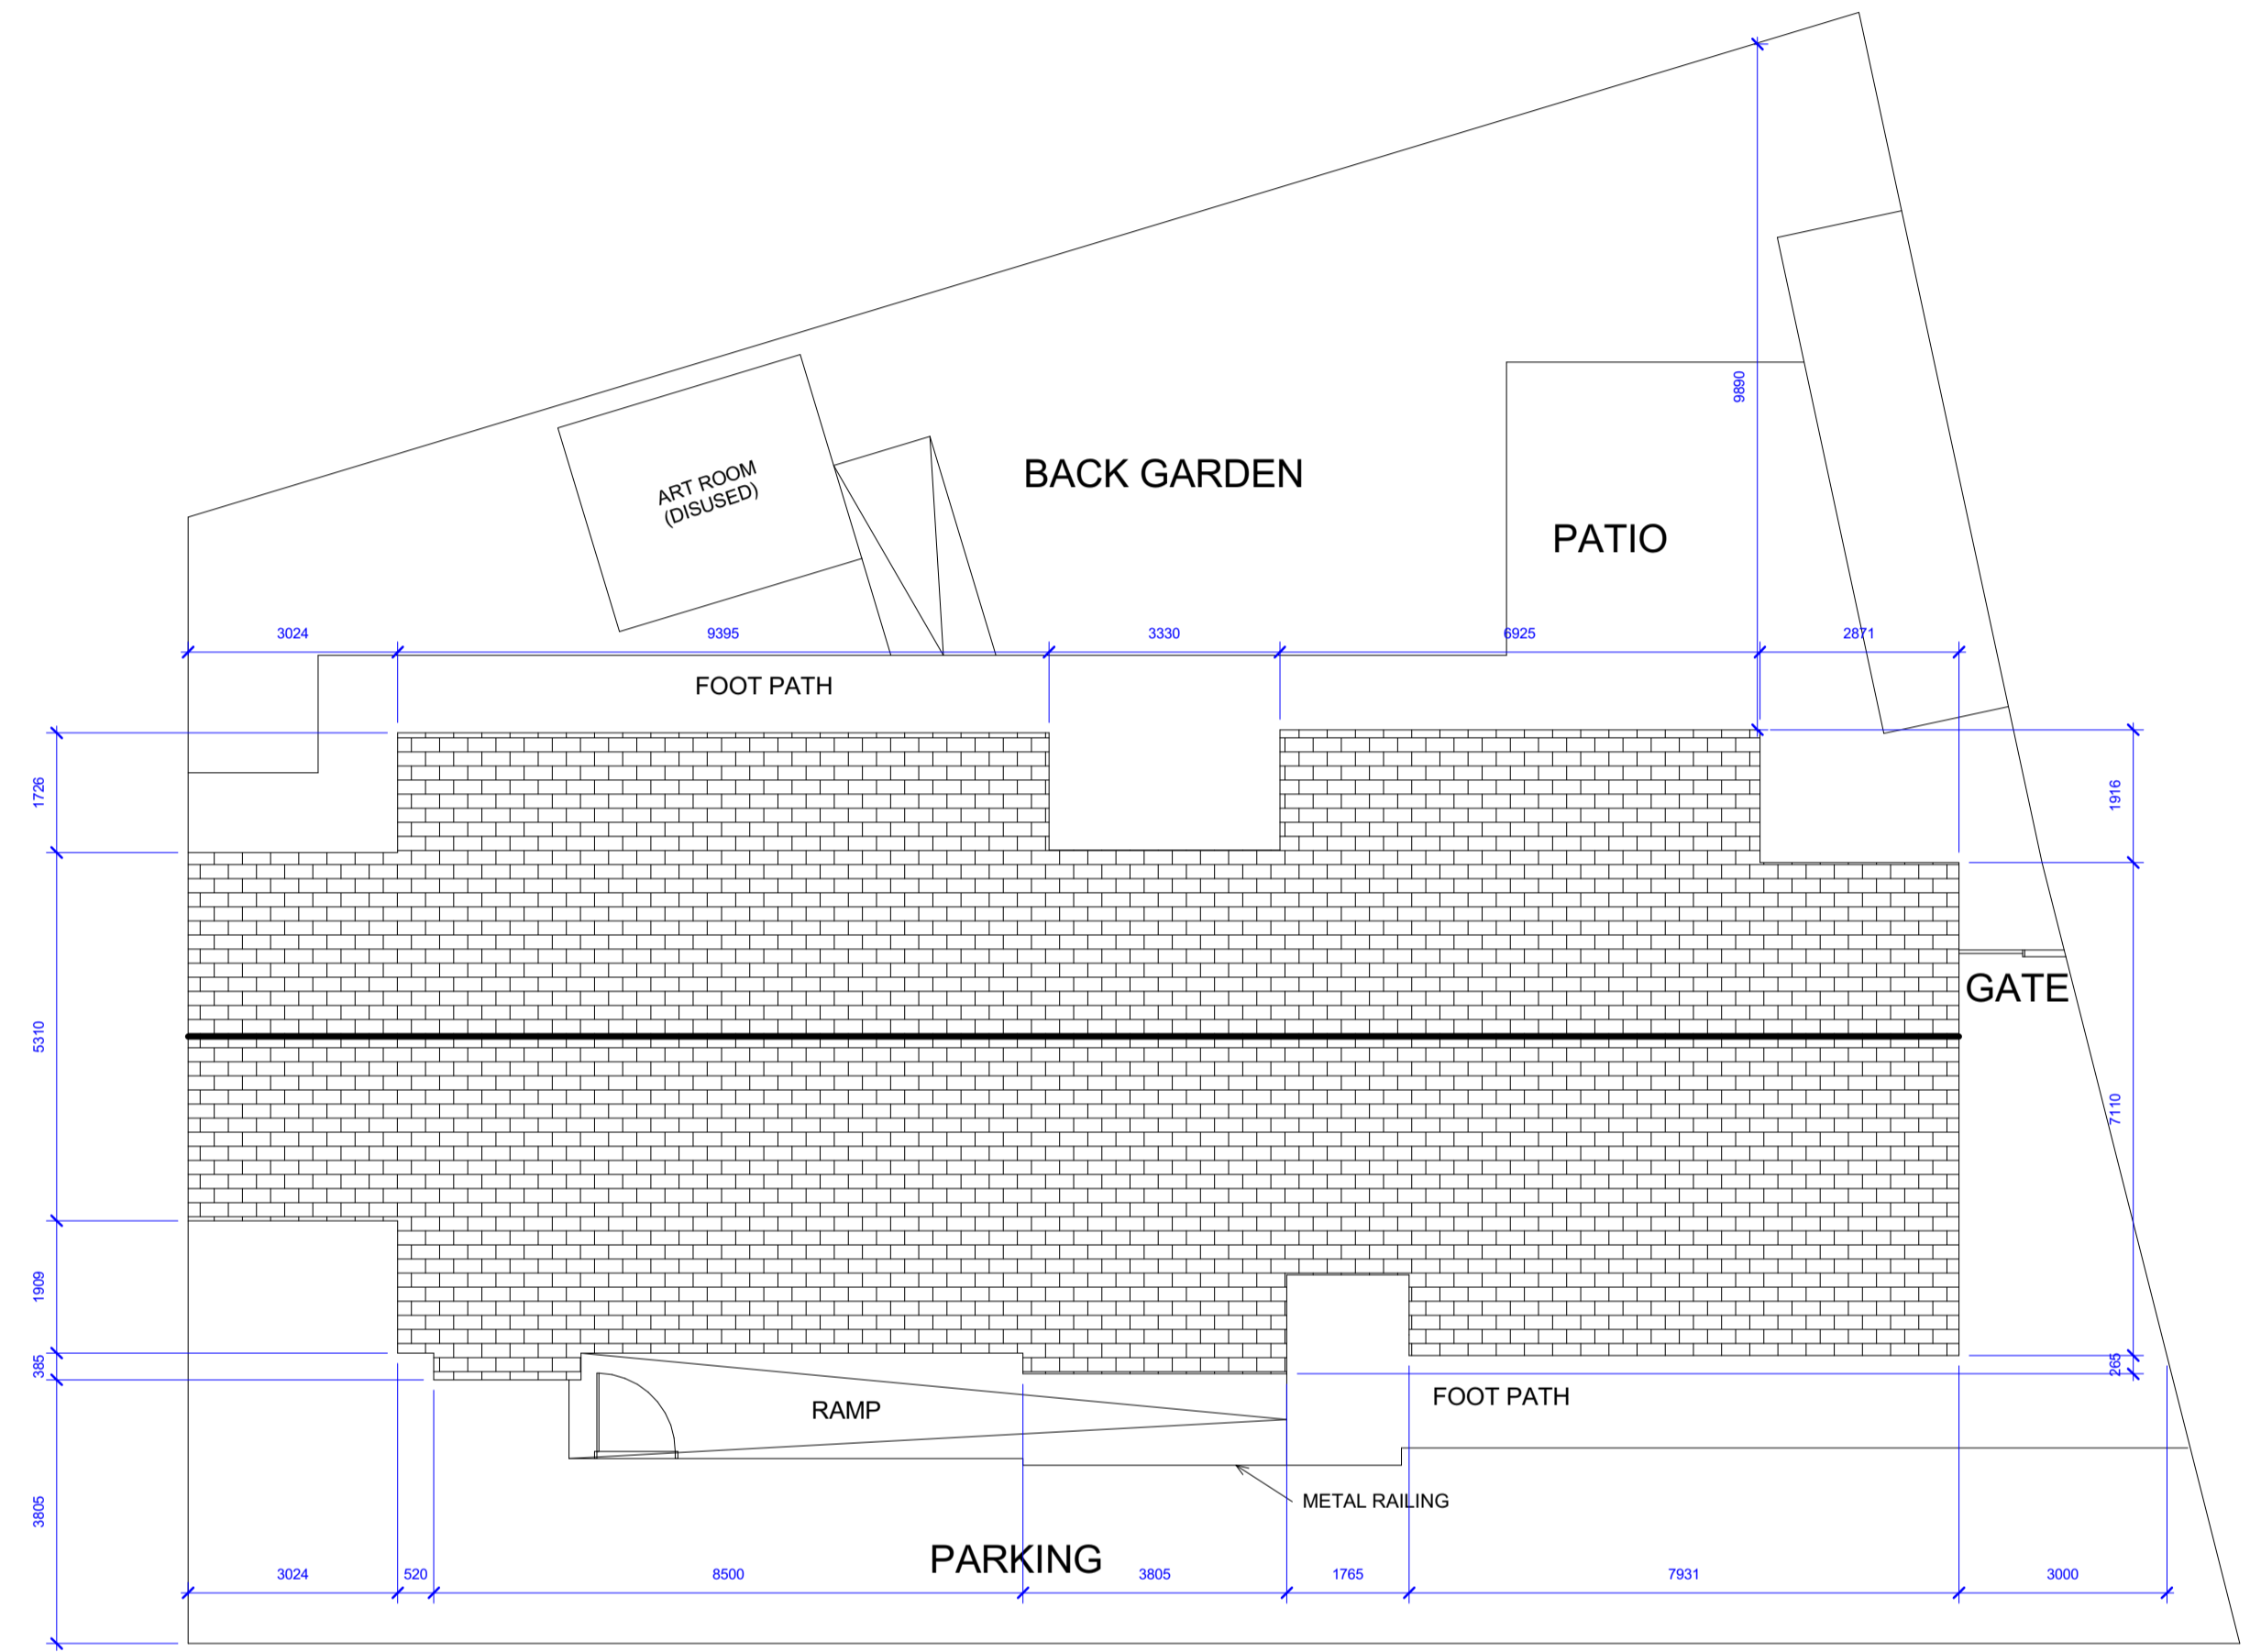 9890
BACK GARDEN
ART ROOM
(DISUSED)
PATIO
3024
9395
3330
6925
2871
FOOT PATH
1726
1916
GATE
5310
7110
1909
385
265
RAMP
FOOT PATH
METAL RAILING
3805
PARKING
3024
520
8500
3805
1765
7931
3000